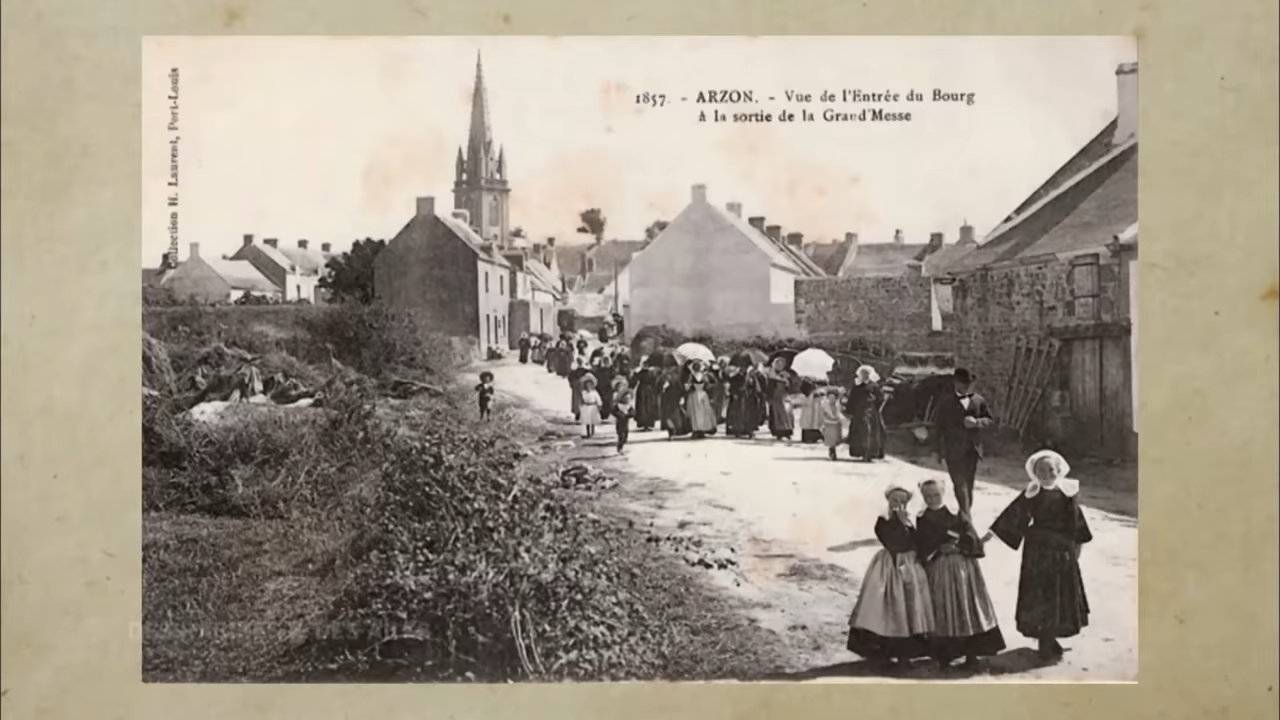 1857. - ARZON. - Vue de l'Entrée du Bourg
à la sortie de la Grand'Messe
Collection H. Laurent, Port-Louis